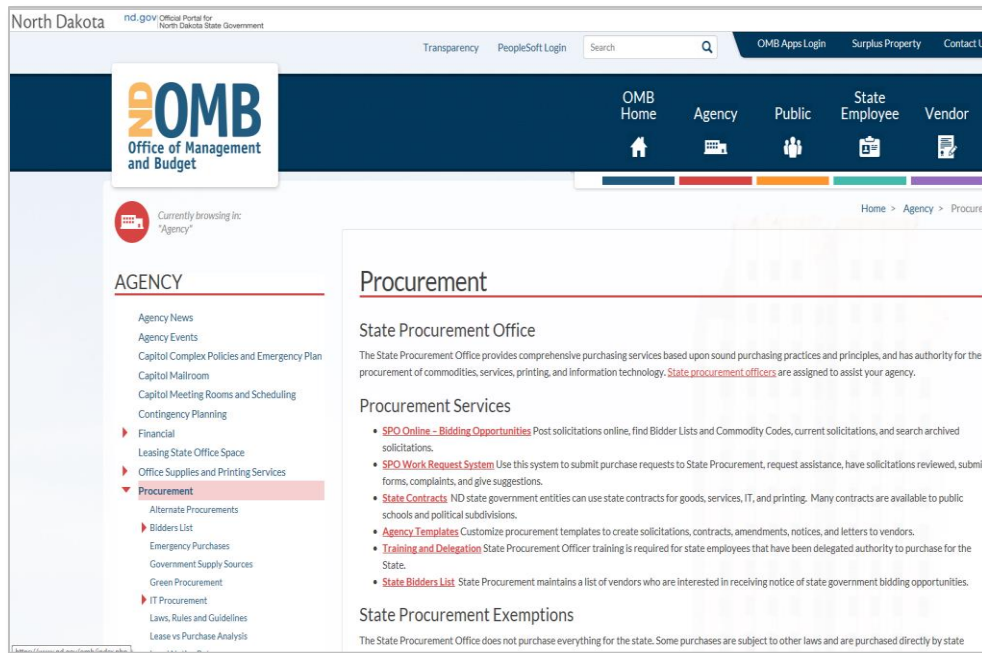 North Dakota
nd.gov Official Portal for
North Dakota State Government
Transparency PeopleSoft Login Search OMB Apps Login Surplus Property Contact U
ND OMB
Office of Management
and Budget
OMB
Home Agency Public State
Employee Vendor
Currently browsing in:
"Agency"
Home > Agency > Procure
AGENCY
Agency News
Agency Events
Capitol Complex Policies and Emergency Plan
Capitol Mailroom
Capitol Meeting Rooms and Scheduling
Contingency Planning
Financial
Leasing State Office Space
Office Supplies and Printing Services
Procurement
Alternate Procurements
Bidders List
Emergency Purchases
Government Supply Sources
Green Procurement
IT Procurement
Laws, Rules and Guidelines
Lease vs Purchase Analysis
Procurement
State Procurement Office
The State Procurement Office provides comprehensive purchasing services based upon sound purchasing practices and principles, and has authority for the
procurement of commodities, services, printing, and information technology. State procurement officers are assigned to assist your agency.
Procurement Services
• SPO Online – Bidding Opportunities Post solicitations online, find Bidder Lists and Commodity Codes, current solicitations, and search archived
solicitations.
• SPO Work Request System Use this system to submit purchase requests to State Procurement, request assistance, have solicitations reviewed, submi
forms, complaints, and give suggestions.
• State Contracts ND state government entities can use state contracts for goods, services, IT, and printing. Many contracts are available to public
schools and political subdivisions.
• Agency Templates Customize procurement templates to create solicitations, contracts, amendments, notices, and letters to vendors.
• Training and Delegation State Procurement Officer training is required for state employees that have been delegated authority to purchase for the
State.
• State Bidders List State Procurement maintains a list of vendors who are interested in receiving notice of state government bidding opportunities.
State Procurement Exemptions
The State Procurement Office does not purchase everything for the state. Some purchases are subject to other laws and are purchased directly by state